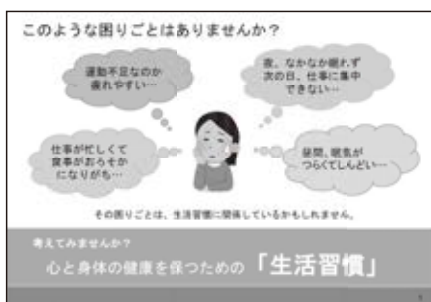 このような困りごとはありませんか？
運動不足なのか
疲れやすい…
夜、なかなか眠れず
次の日、仕事に集中
できない…
仕事が忙しくて
食事がおろそか
になりがち…
昼間、眠気が
つらくてしんどい…
その困りごとは、生活習慣に関係しているかもしれません。
考えてみませんか？
心と身体の健康を保つための「生活習慣」